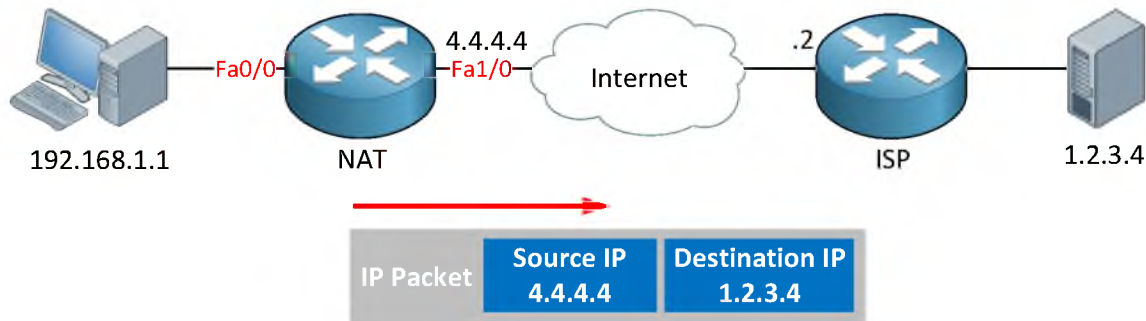 4.4.4.4
.2
Fa0/0
Fa1/0
Internet
192.168.1.1
NAT
ISP
1.2.3.4
IP Packet
Source IP
4.4.4.4
Destination IP
1.2.3.4